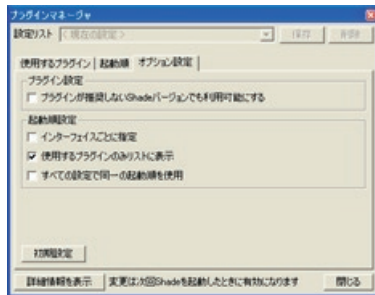 プラグインマネージャ
設定リスト <現在の設定> 保存 削除
使用するプラグイン 起動順 オプション設定
プラグイン設定
プラグインが推奨しないShadeバージョンでも利用可能にする
起動順設定
インターフェイスごとに指定
使用するプラグインのみリストに表示
すべての設定で同一の起動順を使用
初期設定
詳細情報を表示 変更は次回Shadeを起動したときに有効になります 閉じる